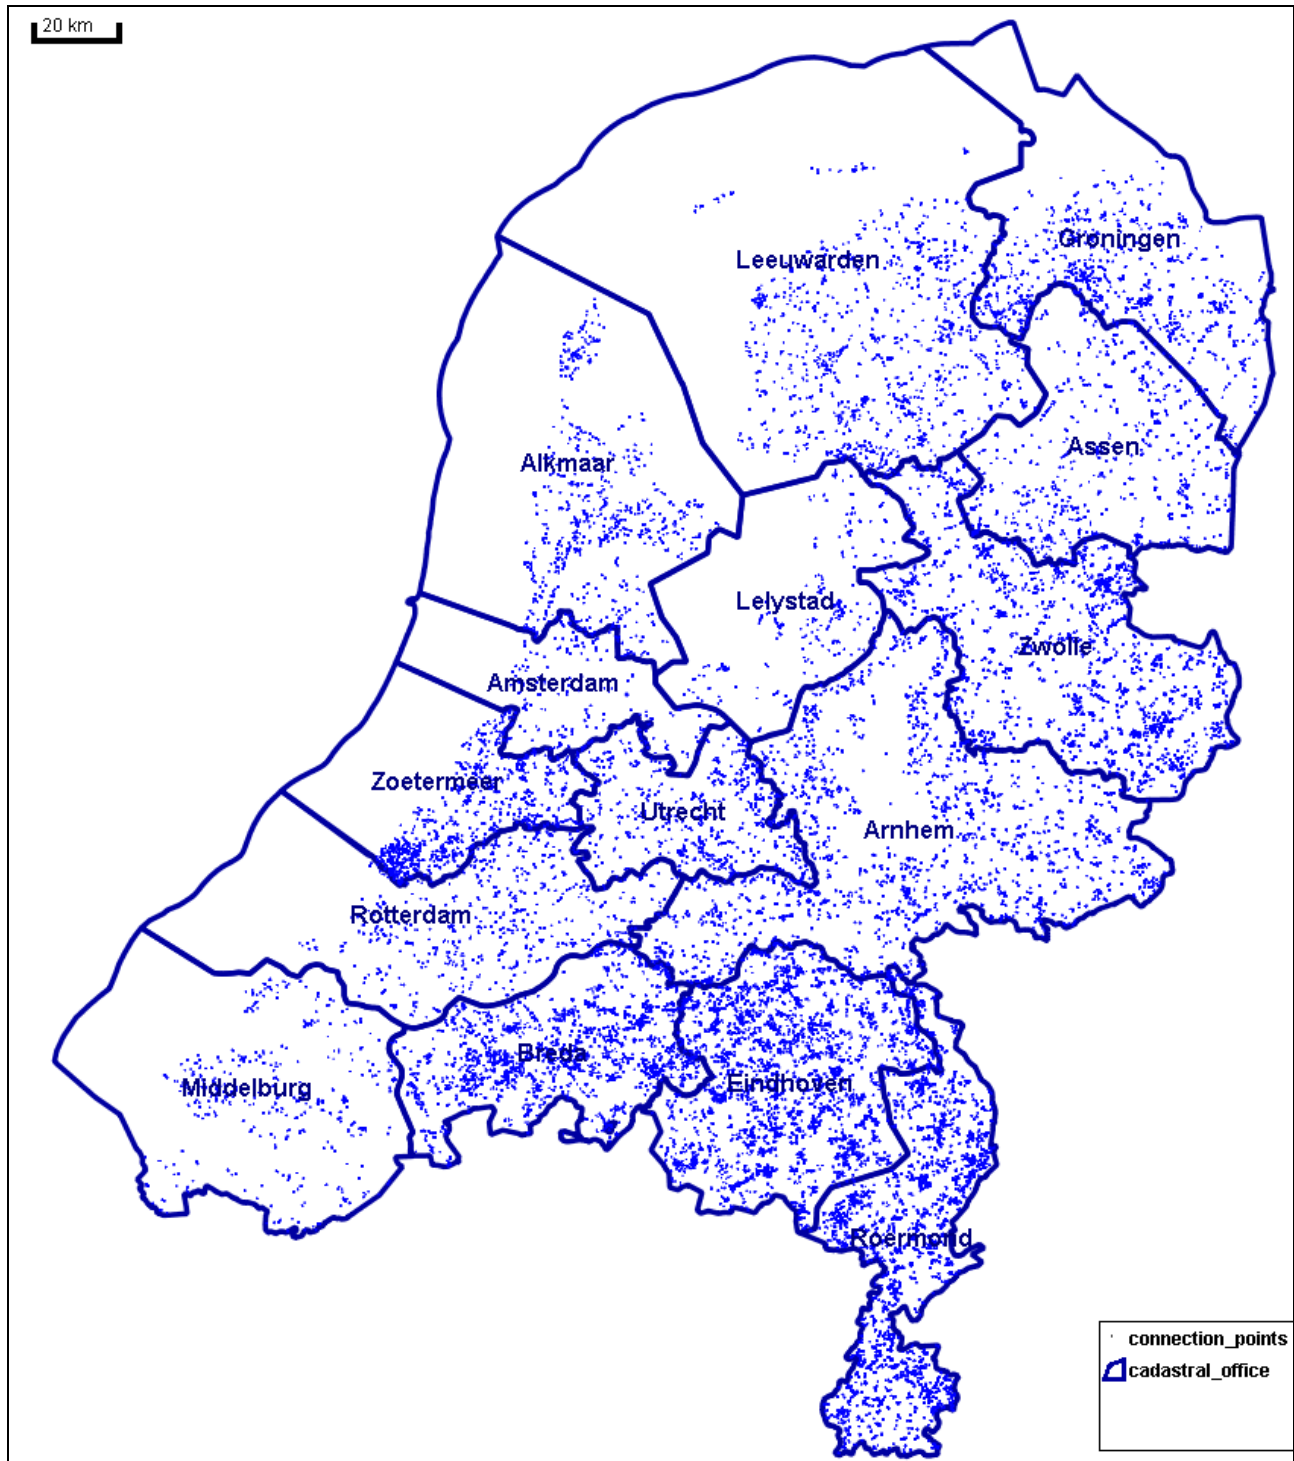 20 km
Groningen
Leeuwarden
Assen
Alkmaar
Lelystad
Zwolle
Amsterdam
Zoetermeer
Utrecht
Arnhem
Rotterdam
Breda
Eindhoven
Middelburg
Roermond
connection_points
cadastral_office